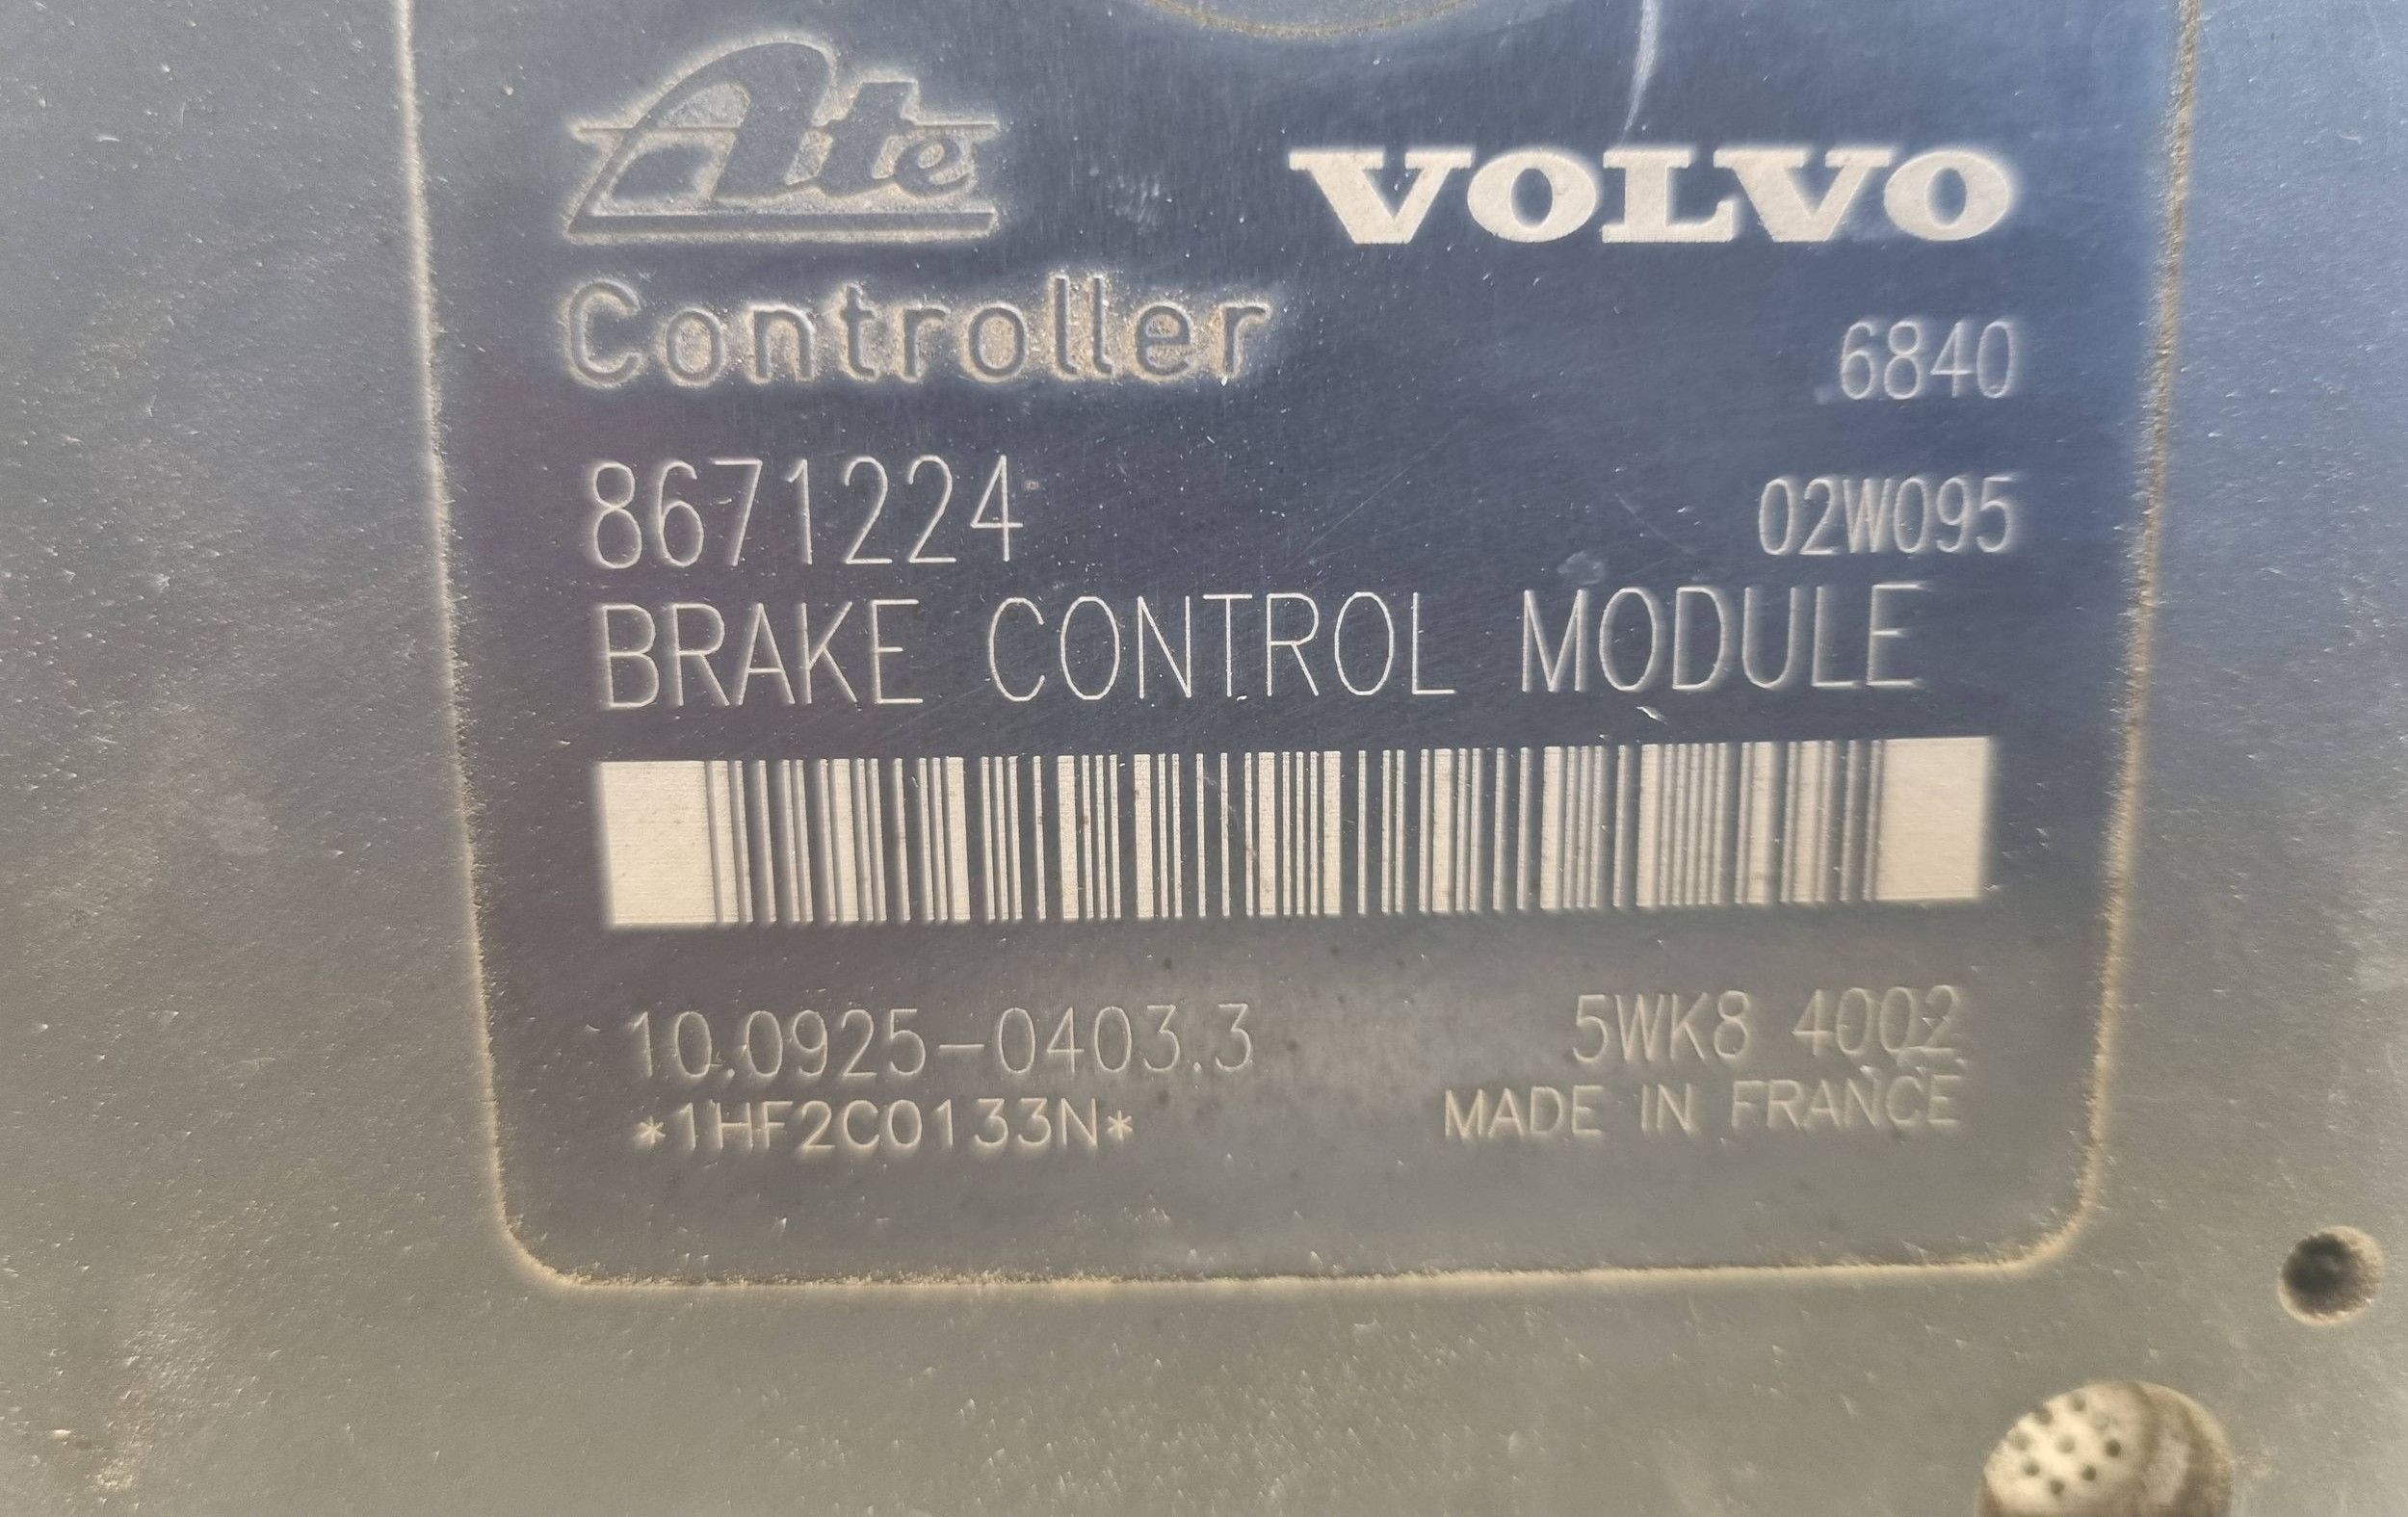 Ate
VOLVO
Controller
6840
8671224
02W095
BRAKE CONTROL MODULE
10.0925-0403.3
5WK8 4002
*1HF2C0133N*
MADE IN FRANCE